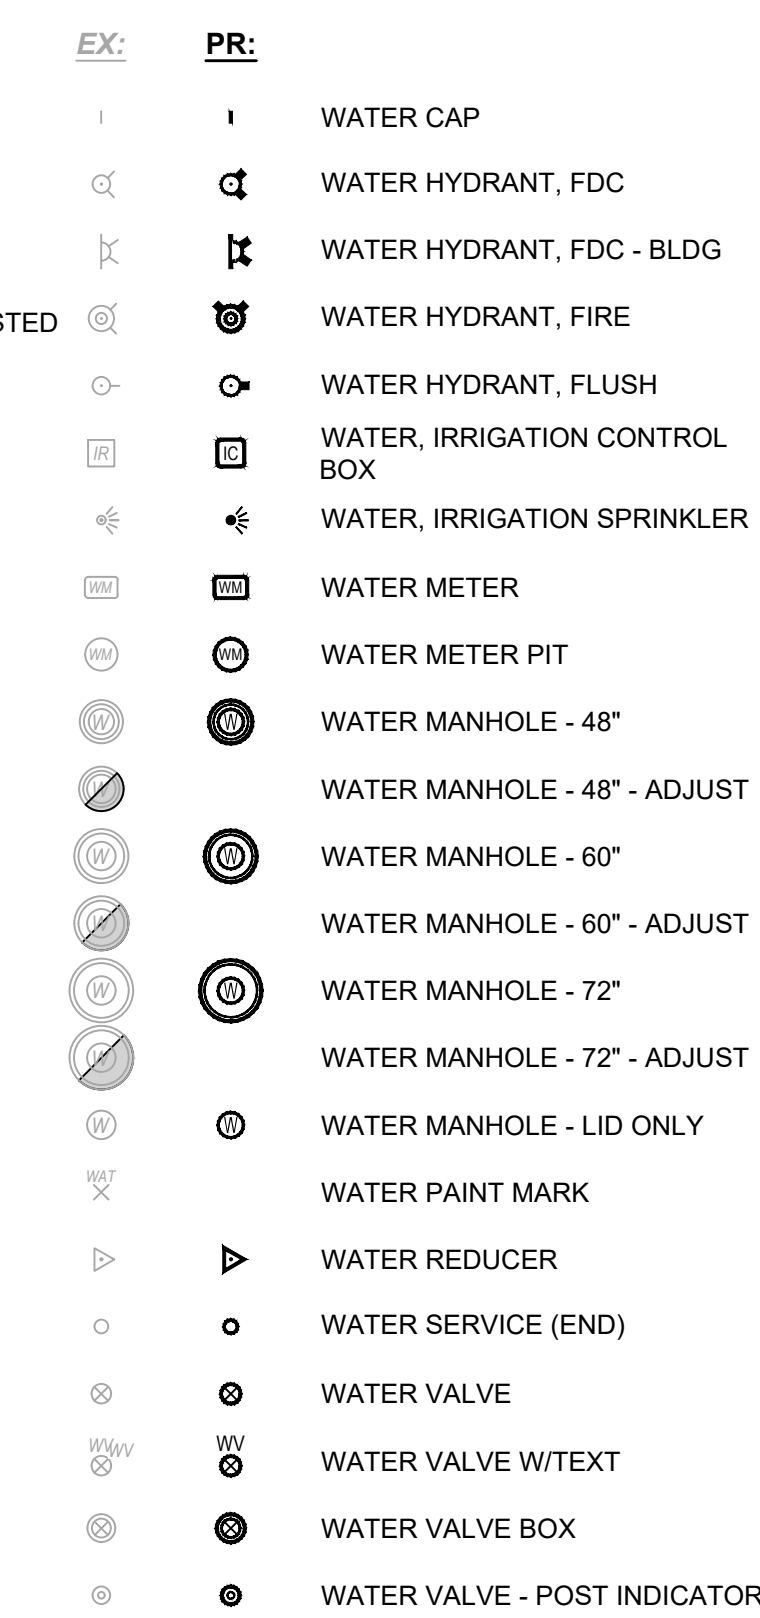 EX: PR:
WATER CAP
WATER HYDRANT, FDC
WATER HYDRANT, FDC - BLDG
STED WATER HYDRANT, FIRE
WATER HYDRANT, FLUSH
IR IC WATER, IRRIGATION CONTROL
BOX
WATER, IRRIGATION SPRINKLER
WM WM WATER METER
WM WM WATER METER PIT
W W WATER MANHOLE - 48"
W WATER MANHOLE - 48" - ADJUST
W W WATER MANHOLE - 60"
W WATER MANHOLE - 60" - ADJUST
W W WATER MANHOLE - 72"
W WATER MANHOLE - 72" - ADJUST
W W WATER MANHOLE - LID ONLY
WAT
WATER PAINT MARK
WATER REDUCER
WATER SERVICE (END)
WATER VALVE
WV WV WV
WATER VALVE W/TEXT
WATER VALVE BOX
WATER VALVE - POST INDICATOR